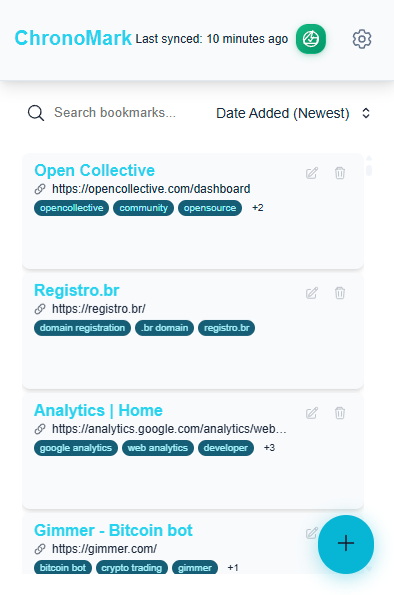 ChronoMark Last synced: 10 minutes ago
Search bookmarks... Date Added (Newest)
Open Collective
https://opencollective.com/dashboard
opencollective community opensource +2
Registro.br
https://registro.br/
domain registration .br domain registro.br
Analytics | Home
https://analytics.google.com/analytics/web...
google analytics web analytics developer +3
Gimmer - Bitcoin bot
https://gimmer.com/
bitcoin bot crypto trading gimmer +1